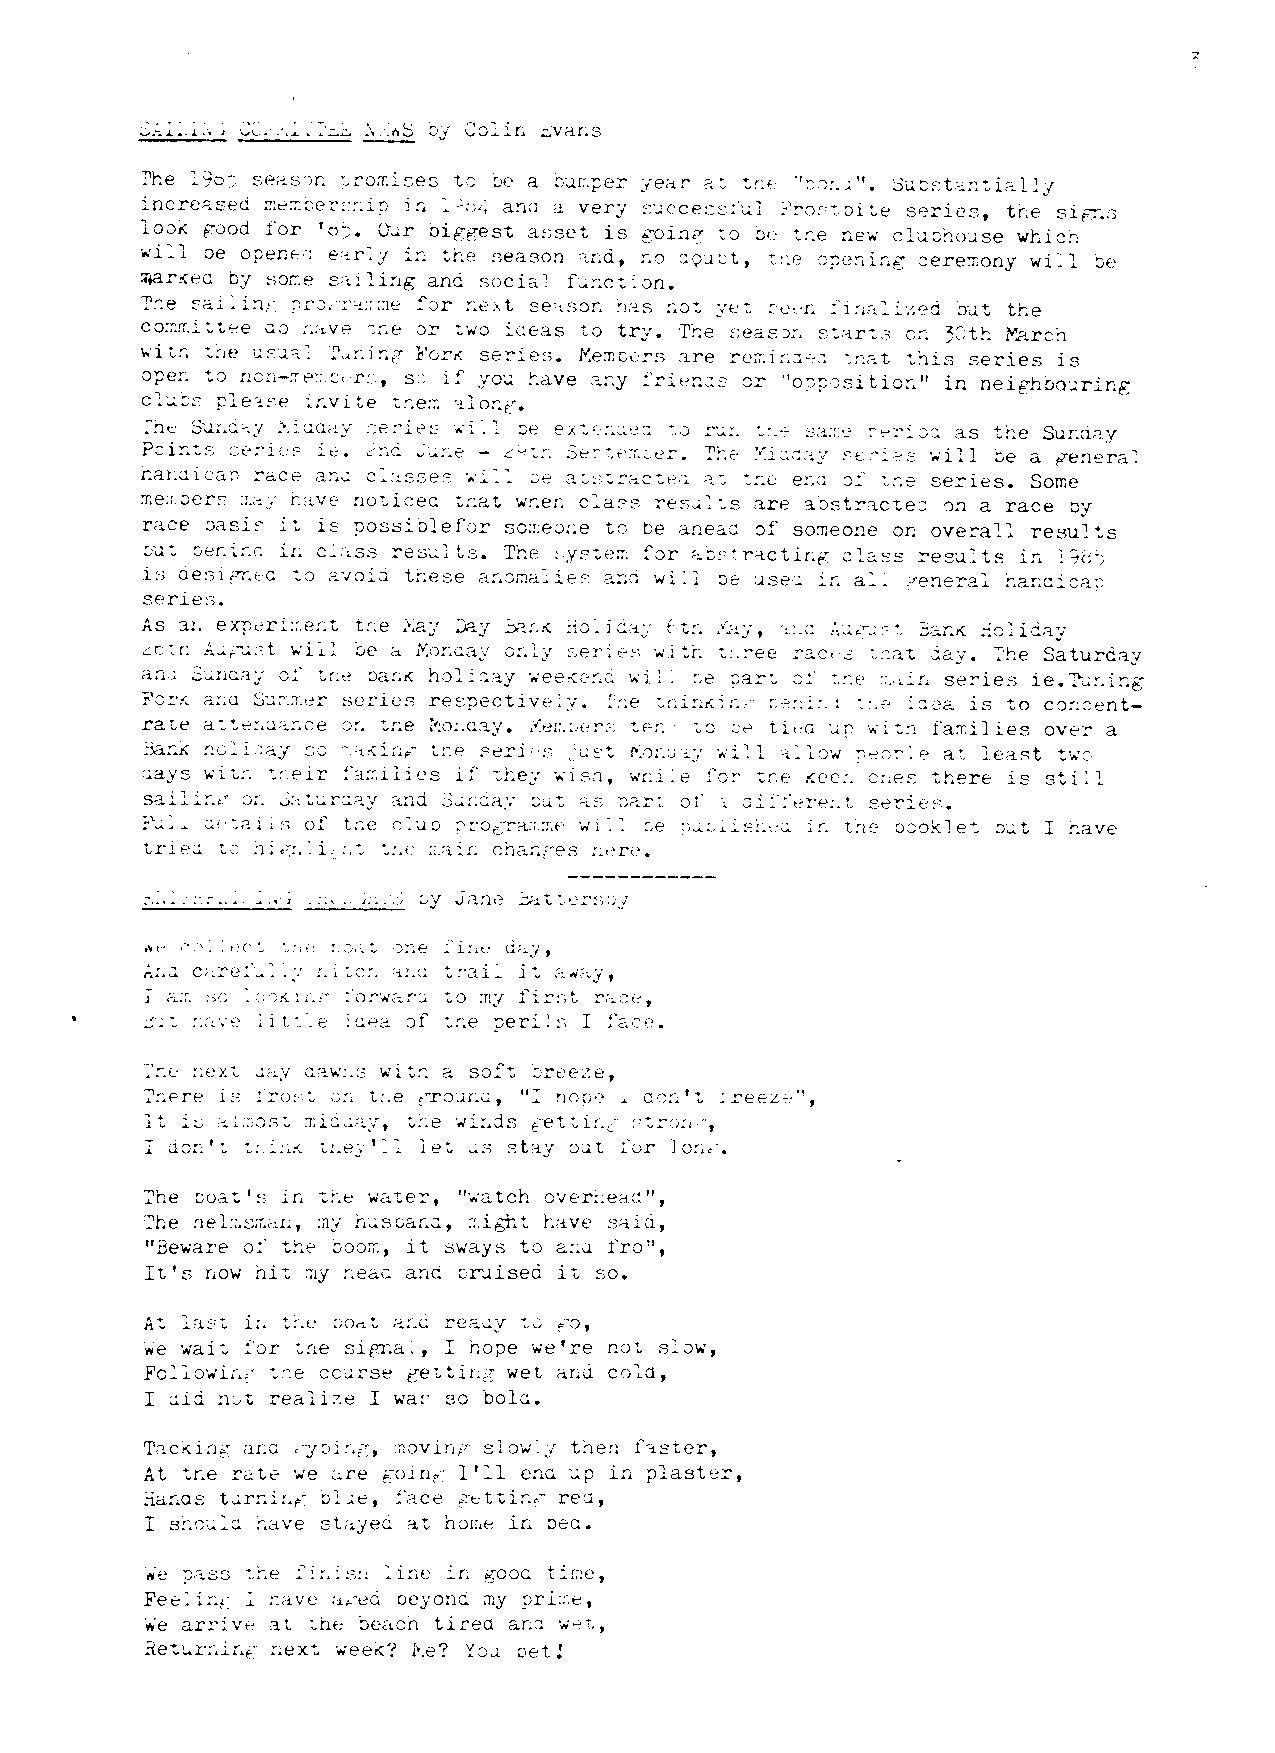 SAILING COMMITTEE NEWS by Colin Evans
The 1985 season promises to be a bumper year at the "pond". Substantially
increased membership in 1984 and a very successful Frostbite series, the signs
look good for '85. Our biggest asset is going to be the new clubhouse which
will be opened early in the season and, no doubt, the opening ceremony will be
marked by some sailing and social function.
The sailing programme for next season has not yet been finalized but the
committee do have one or two ideas to try. The season starts on 30th March
with the usual Tuning Fork series. Members are reminded that this series is
open to non-members, so if you have any friends or "opposition" in neighbouring
clubs please invite them along.
The Sunday Midday series will be extended to run the same period as the Sunday
Points series ie. 2nd June - September. The Midday series will be a general
handicap race and classes will be abstracted at the end of the series. Some
members may have noticed that when class results are abstracted on a race by
race basis it is possiblefor someone to be ahead of someone on overall results
but behind in class results. The system for abstracting class results in 1985
is designed to avoid these anomalies and will be used in all general handicap
series.
As an experiment the May Day Bank Holiday 6th May, and August Bank Holiday
26th August will be a Monday only series with three races that day. The Saturday
and Sunday of the bank holiday weekend will be part of the main series ie.Tuning
Fork and Summer series respectively. The thinking behind the idea is to concent-
rate attendance on the Monday. Members tend to be tied up with families over a
Bank holiday so making the series just Monday will allow people at least two
days with their families if they wish, while for the keen ones there is still
sailing on Saturday and Sunday but as part of a different series.
Full details of the club programme will be published in the booklet but I have
tried to highlight the main changes here.
------------
by Jane Battersby
We collect the boat one fine day,
And carefully hitch and trail it away,
I am so looking forward to my first race,
But have little idea of the perils I face.
The next day dawns with a soft breeze,
There is frost on the ground, "I hope I don't freeze",
It is almost midday, the winds getting strong,
I don't think they'll let us stay out for long.
The boat's in the water, "watch overhead",
The helmsman, my husband, might have said,
"Beware of the boom, it sways to and fro",
It's now hit my head and bruised it so.
At last in the boat and ready to go,
We wait for the signal, I hope we're not slow,
Following the course getting wet and cold,
I did not realize I was so bold.
Tacking and gybing, moving slowly then faster,
At the rate we are going I'll end up in plaster,
Hands turning blue, face getting red,
I should have stayed at home in bed.
We pass the finish line in good time,
Feeling I have aged beyond my prime,
We arrive at the beach tired and wet,
Returning next week? Me? You bet!